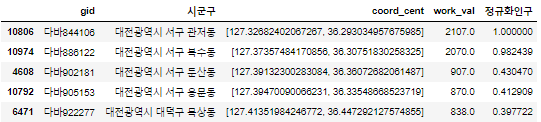 gid 시군구 coord_cent work_val 정규화인구
10806 다바844106 대전광역시 서구 관저동 [127.32682402067267, 36.293034957675985] 2107.0 1.000000
10974 다바886122 대전광역시 서구 복수동 [127.37357484170856, 36.30751830258325] 2070.0 0.982439
4608 다바902181 대전광역시 서구 둔산동 [127.39132300283084, 36.36072682061487] 907.0 0.430470
10792 다바905153 대전광역시 서구 용문동 [127.39470090066231, 36.33548668523719] 870.0 0.412909
6471 다바922277 대전광역시 대덕구 목상동 [127.41351984246772, 36.447292127574855] 838.0 0.397722